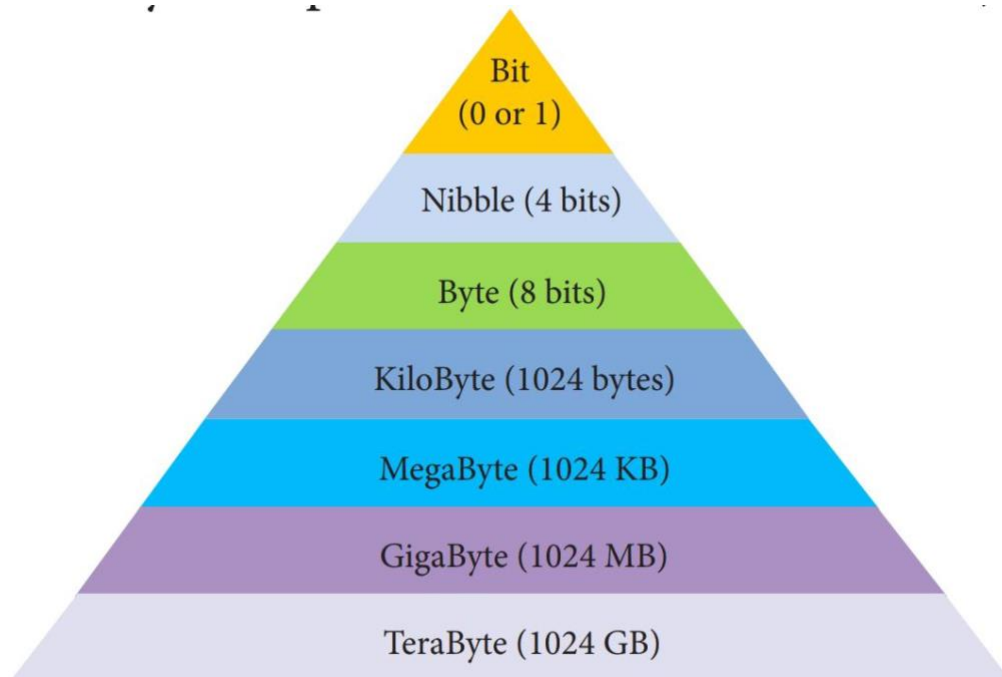 Bit
(0 or 1)
Nibble (4 bits)
Byte (8 bits)
KiloByte (1024 bytes)
MegaByte (1024 KB)
GigaByte (1024 MB)
TeraByte (1024 GB)